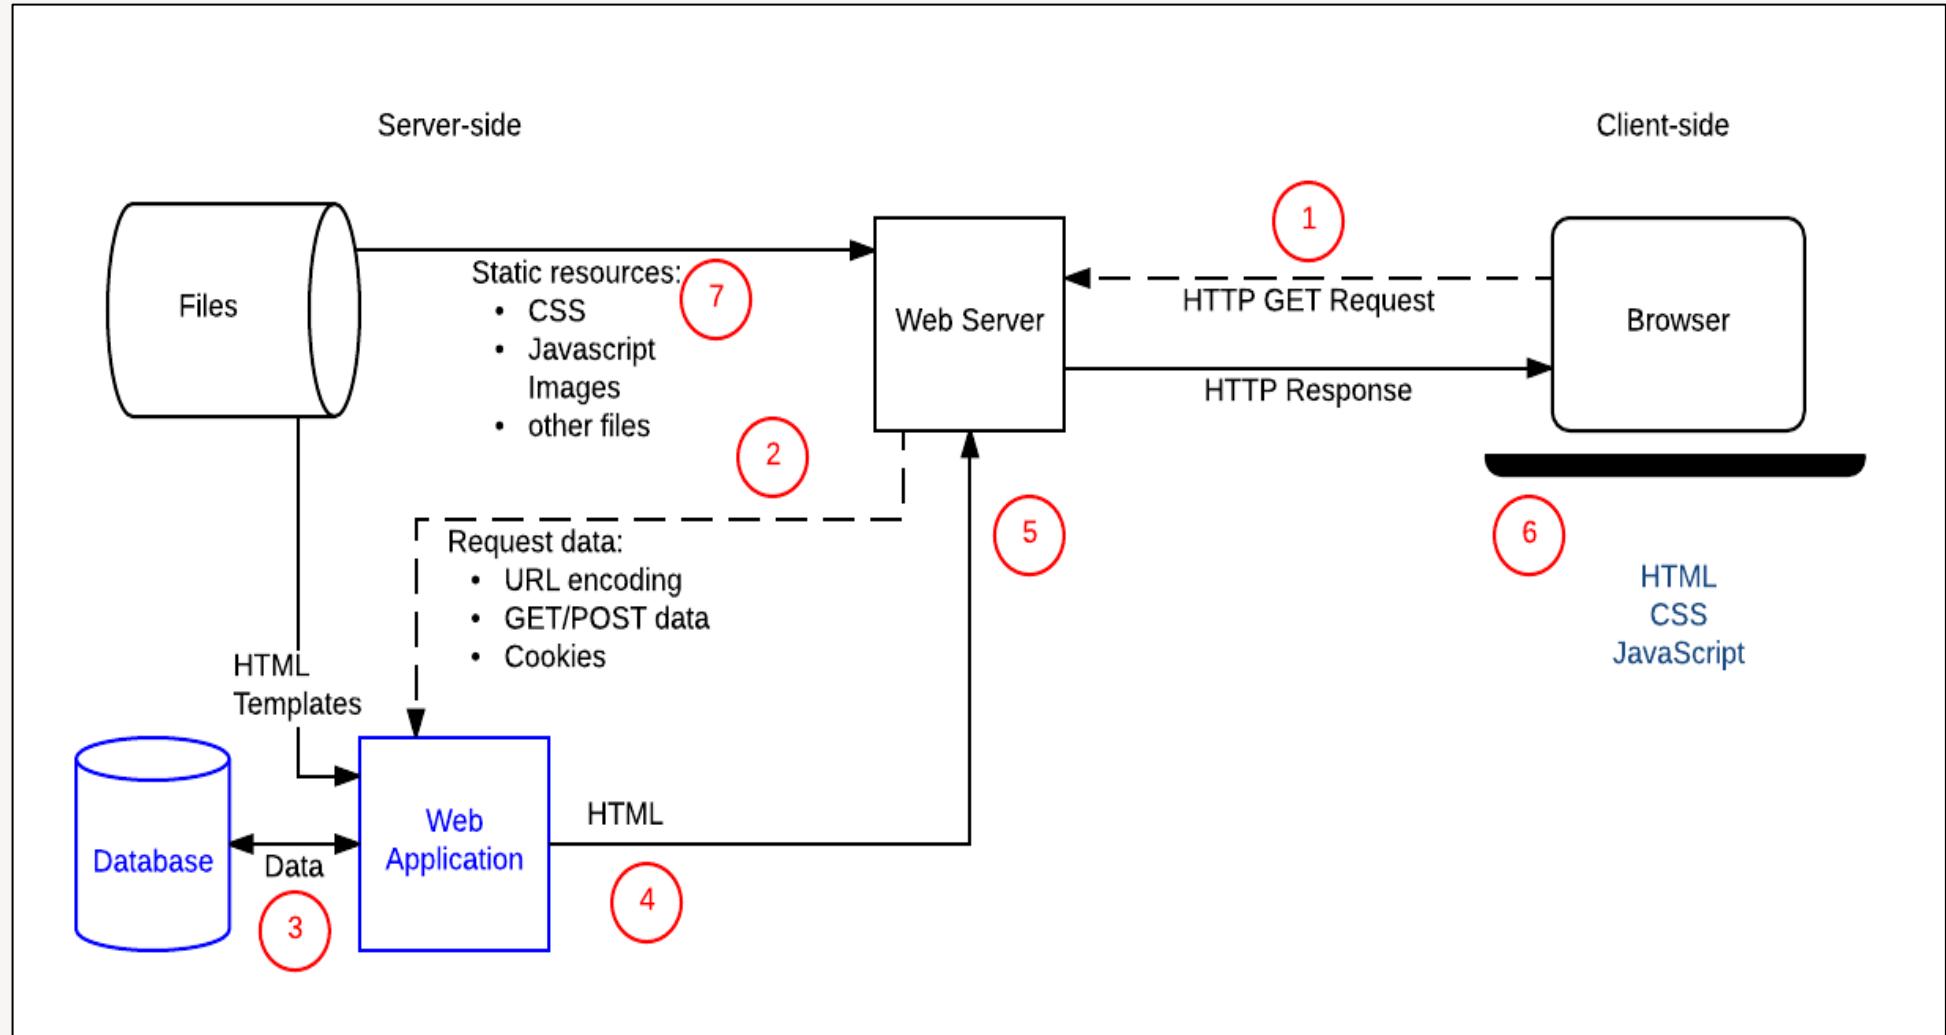 Server-side
Client-side
Files
Static resources:
• CSS
• Javascript
Images
• other files
7
Web Server
1
HTTP GET Request
HTTP Response
Browser
2
Request data:
• URL encoding
• GET/POST data
• Cookies
5
6
HTML
CSS
JavaScript
HTML
Templates
Database
Data
3
Web
Application
HTML
4